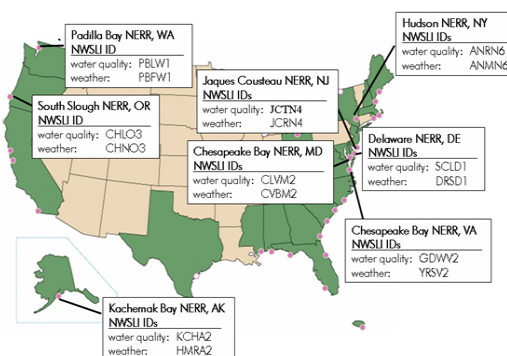 Hudson NERR, NY
NWSLI IDs
water quality: ANRN6
weather: ANMN6
Padilla Bay NERR, WA
NWSLI ID
water quality: PBLW1
weather: PBFW1
Jaques Cousteau NERR, NJ
NWSLI IDs
water quality: JCTN4
weather: JCRN4
South Slough NERR, OR
NWSLI ID
water quality: CHLO3
weather: CHNO3
Delaware NERR, DE
NWSLI IDs
water quality: SCLD1
weather: DRSD1
Chesapeake Bay NERR, MD
NWSLI IDs
water quality: CLVM2
weather: CVBM2
Chesapeake Bay NERR, VA
NWSLI IDs
water quality: GDWV2
weather: YRSV2
Kachemak Bay NERR, AK
NWSLI IDs
water quality: KCHA2
weather: HMRA2